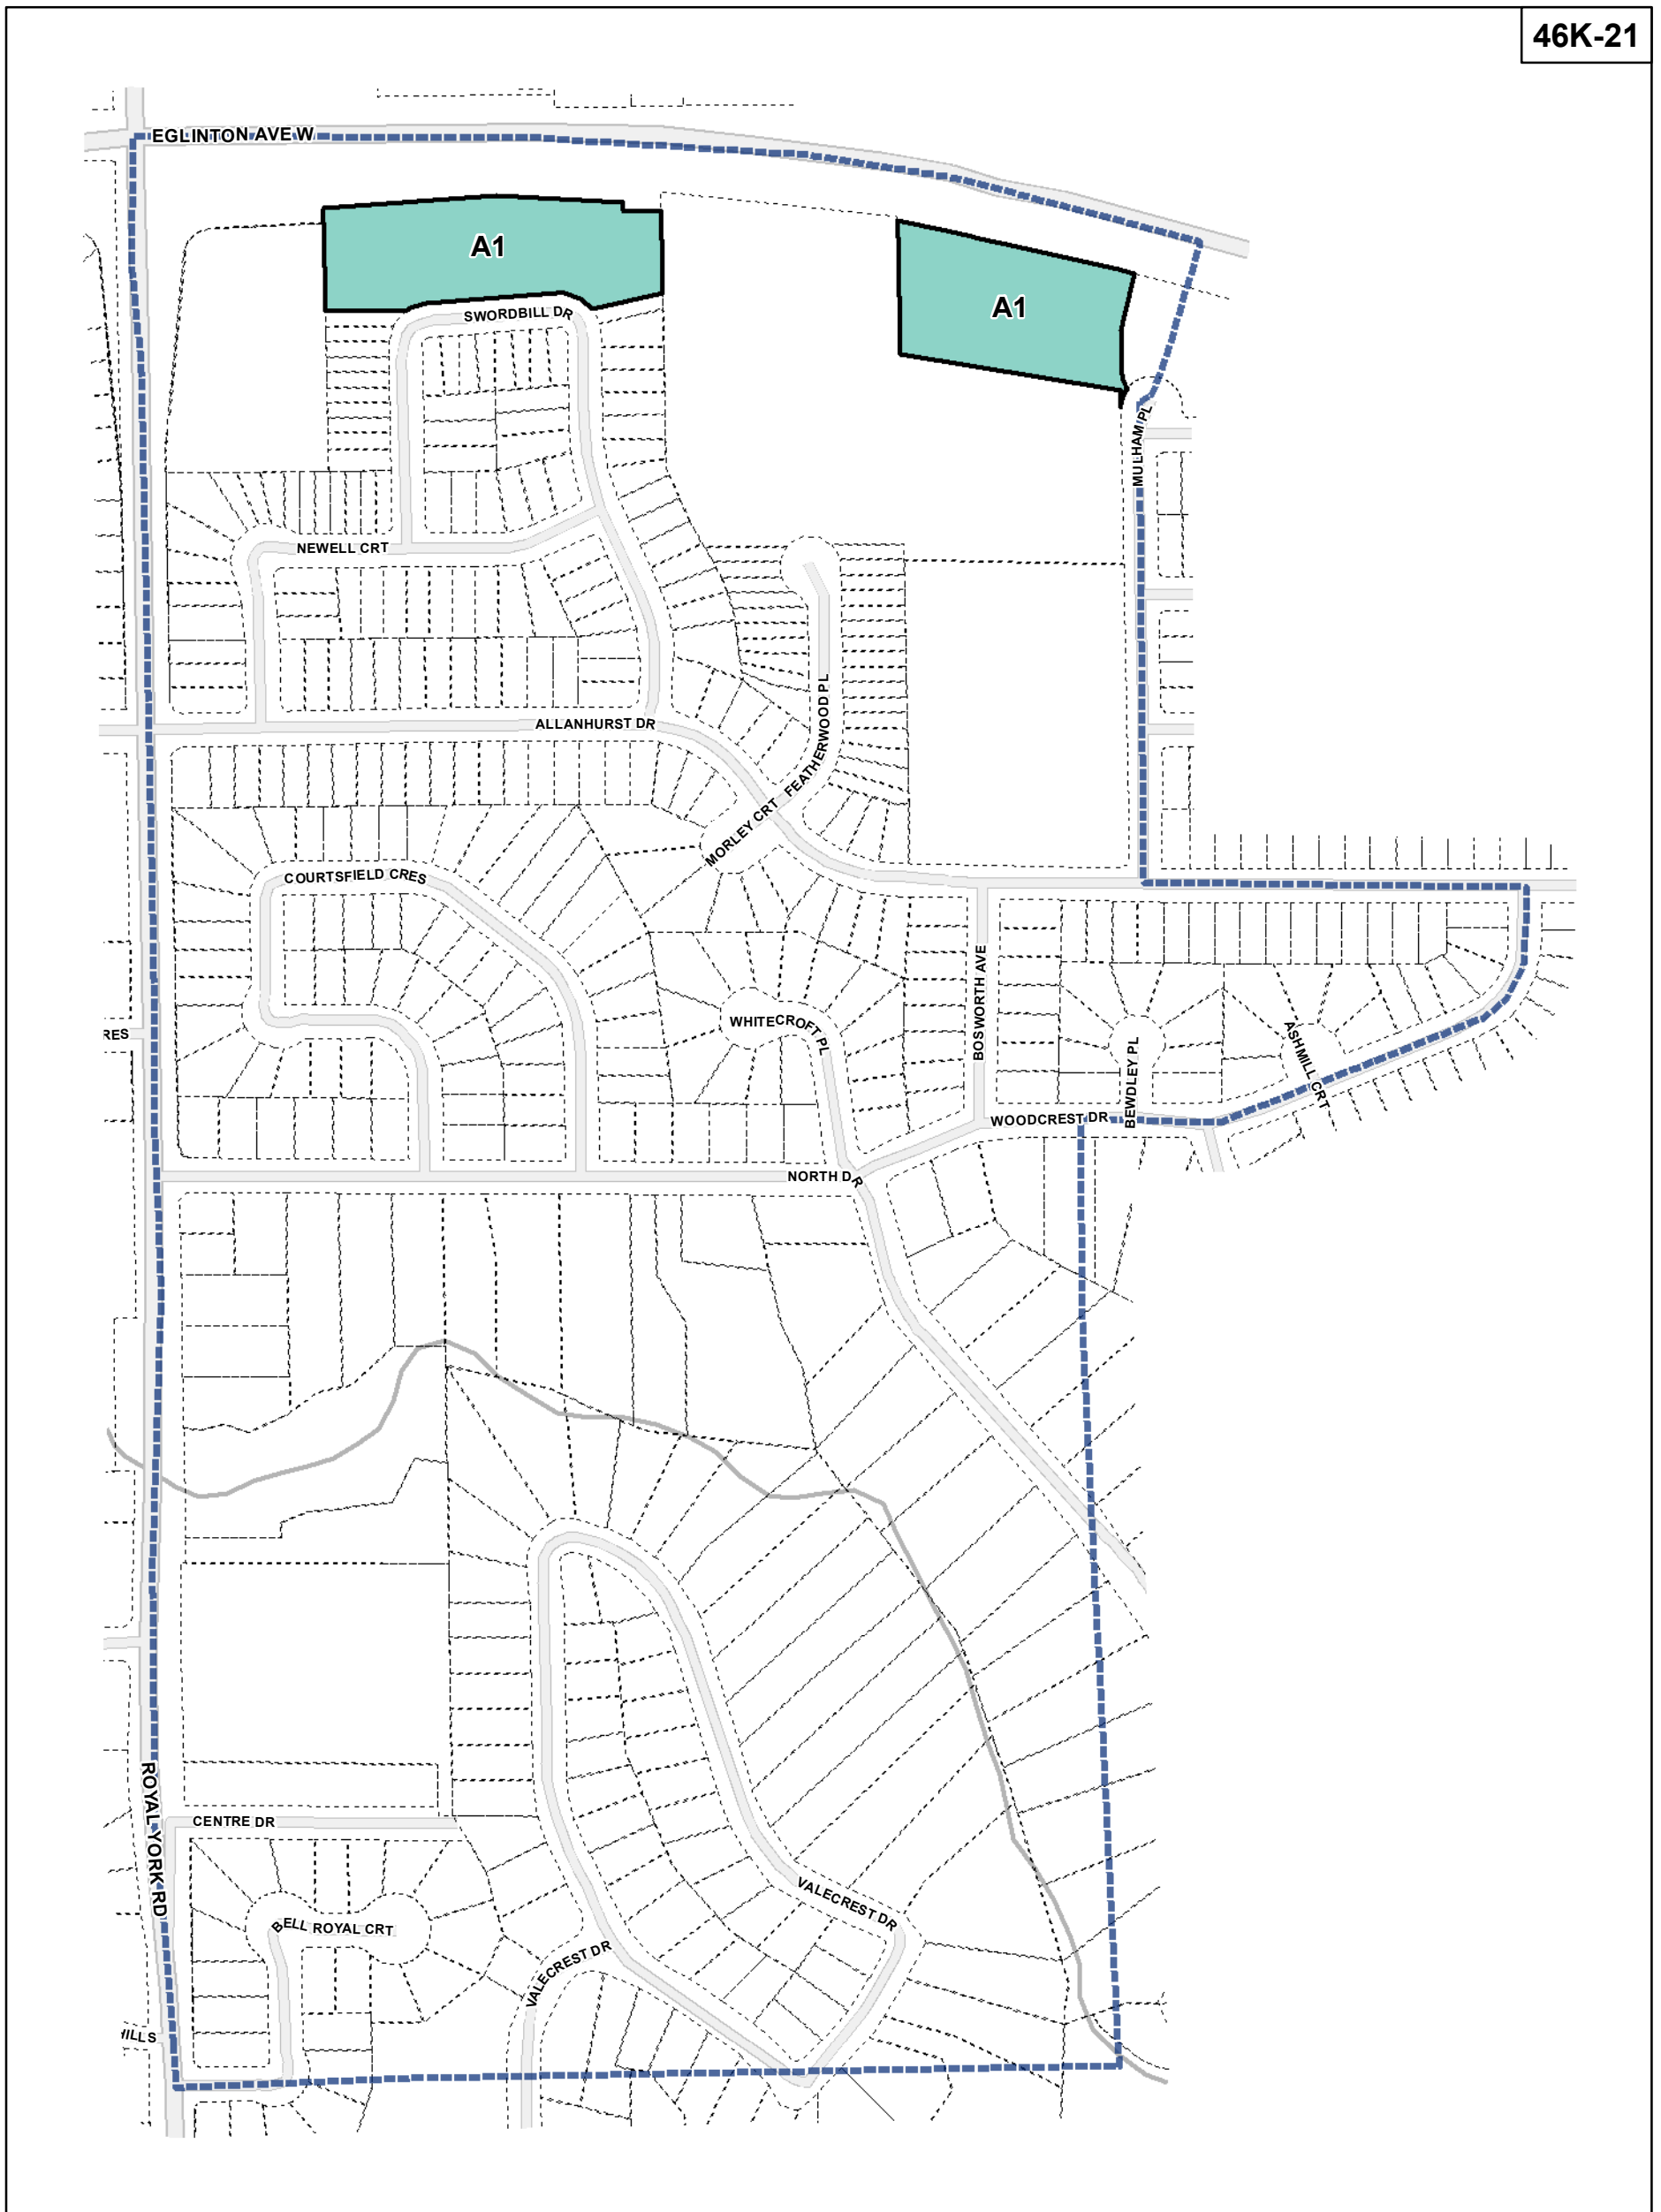 46K-21
EGLINTON AVE W
A1
A1
SWORDBILL DR
MULHAM PL
NEWELL CRT
FEATHERWOOD PL
ALLANHURST DR
MORLEY CRT
COURTSFIELD CRES
WHITECROFT PL
BOSWORTH AVE
RES
BEWDLEY PL
ASHMILL CRT
WOODCREST DR
NORTH DR
ROYAL YORK RD
CENTRE DR
VALECREST DR
BELL ROYAL CRT
VALECREST DR
HILLS